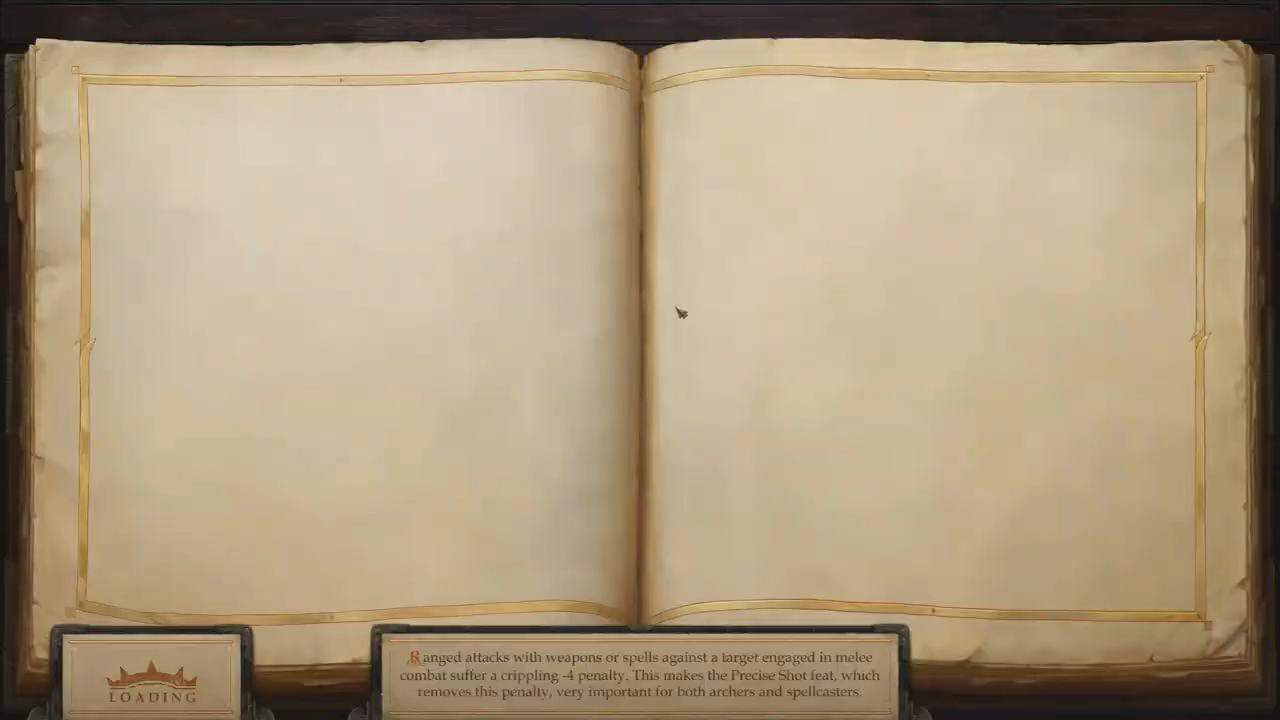 LOADING
Ranged attacks with weapons or spells against a target engaged in melee
combat suffer a crippling -4 penalty. This makes the Precise Shot feat, which
removes this penalty, very important for both archers and spellcasters.